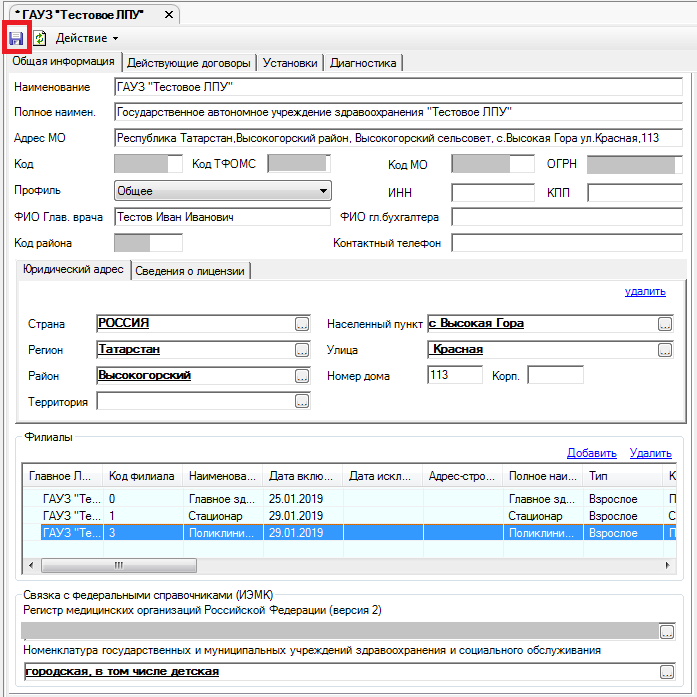 * ГАУЗ "Тестовое ЛПУ"
Действие
Общая информация Действующие договоры Установки Диагностика
Наименование ГАУЗ "Тестовое ЛПУ"
Полное наимен. Государственное автономное учреждение здравоохранения "Тестовое ЛПУ"
Адрес МО Республика Татарстан,Высокогорский район, Высокогорский сельсовет, с.Высокая Гора ул.Красная,113
Код Код ТФОМС Код МО ОГРН
Профиль Общее ИНН КПП
ФИО Глав. врача Тестов Иван Иванович ФИО гл.бухгалтера
Код района Контактный телефон
Юридический адрес Сведения о лицензии
удалить
Страна РОССИЯ ... Населенный пункт с Высокая Гора ...
Регион Татарстан ... Улица Красная ...
Район Высокогорский ... Номер дома 113 Корп.
Территория ...
Филиалы
Добавить Удалить
Главное Л... Код филиала Наименова... Дата вклю... Дата искл... Адрес-стро... Полное наи... Тип К
ГАУЗ "Те... 0 Главное зд... 25.01.2019 Главное зд... Взрослое П
ГАУЗ "Те... 1 Стационар 29.01.2019 Стационар Взрослое С
ГАУЗ "Те... 3 Поликлини... 29.01.2019 Поликлини... Взрослое П
Связка с федеральными справочниками (ИЭМК)
Регистр медицинских организаций Российской Федерации (версия 2)
...
Номенклатура государственных и муниципальных учреждений здравоохранения и социального обслуживания
городская, в том числе детская ...